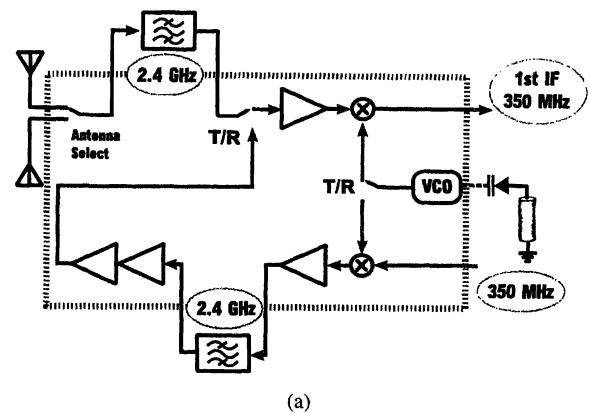 2.4 GHz
1st IF
350 MHz
Antenna
Select
T/R
T/R
VCO
2.4 GHz
350 MHz
(a)